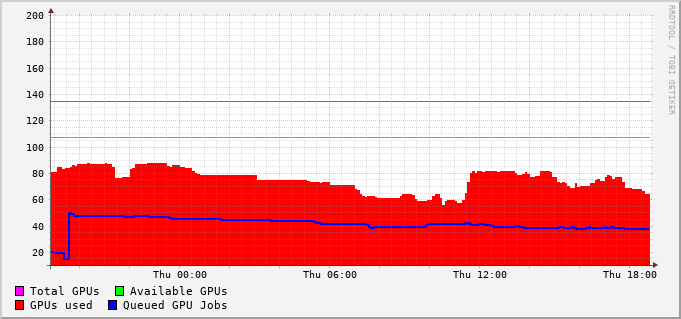 200
180
160
140
120
100
80
60
40
20
Thu 00:00 Thu 06:00 Thu 12:00 Thu 18:00
Total GPUs Available GPUs
GPUs used Queued GPU Jobs
RRDTOOL / TOBI OETIKER